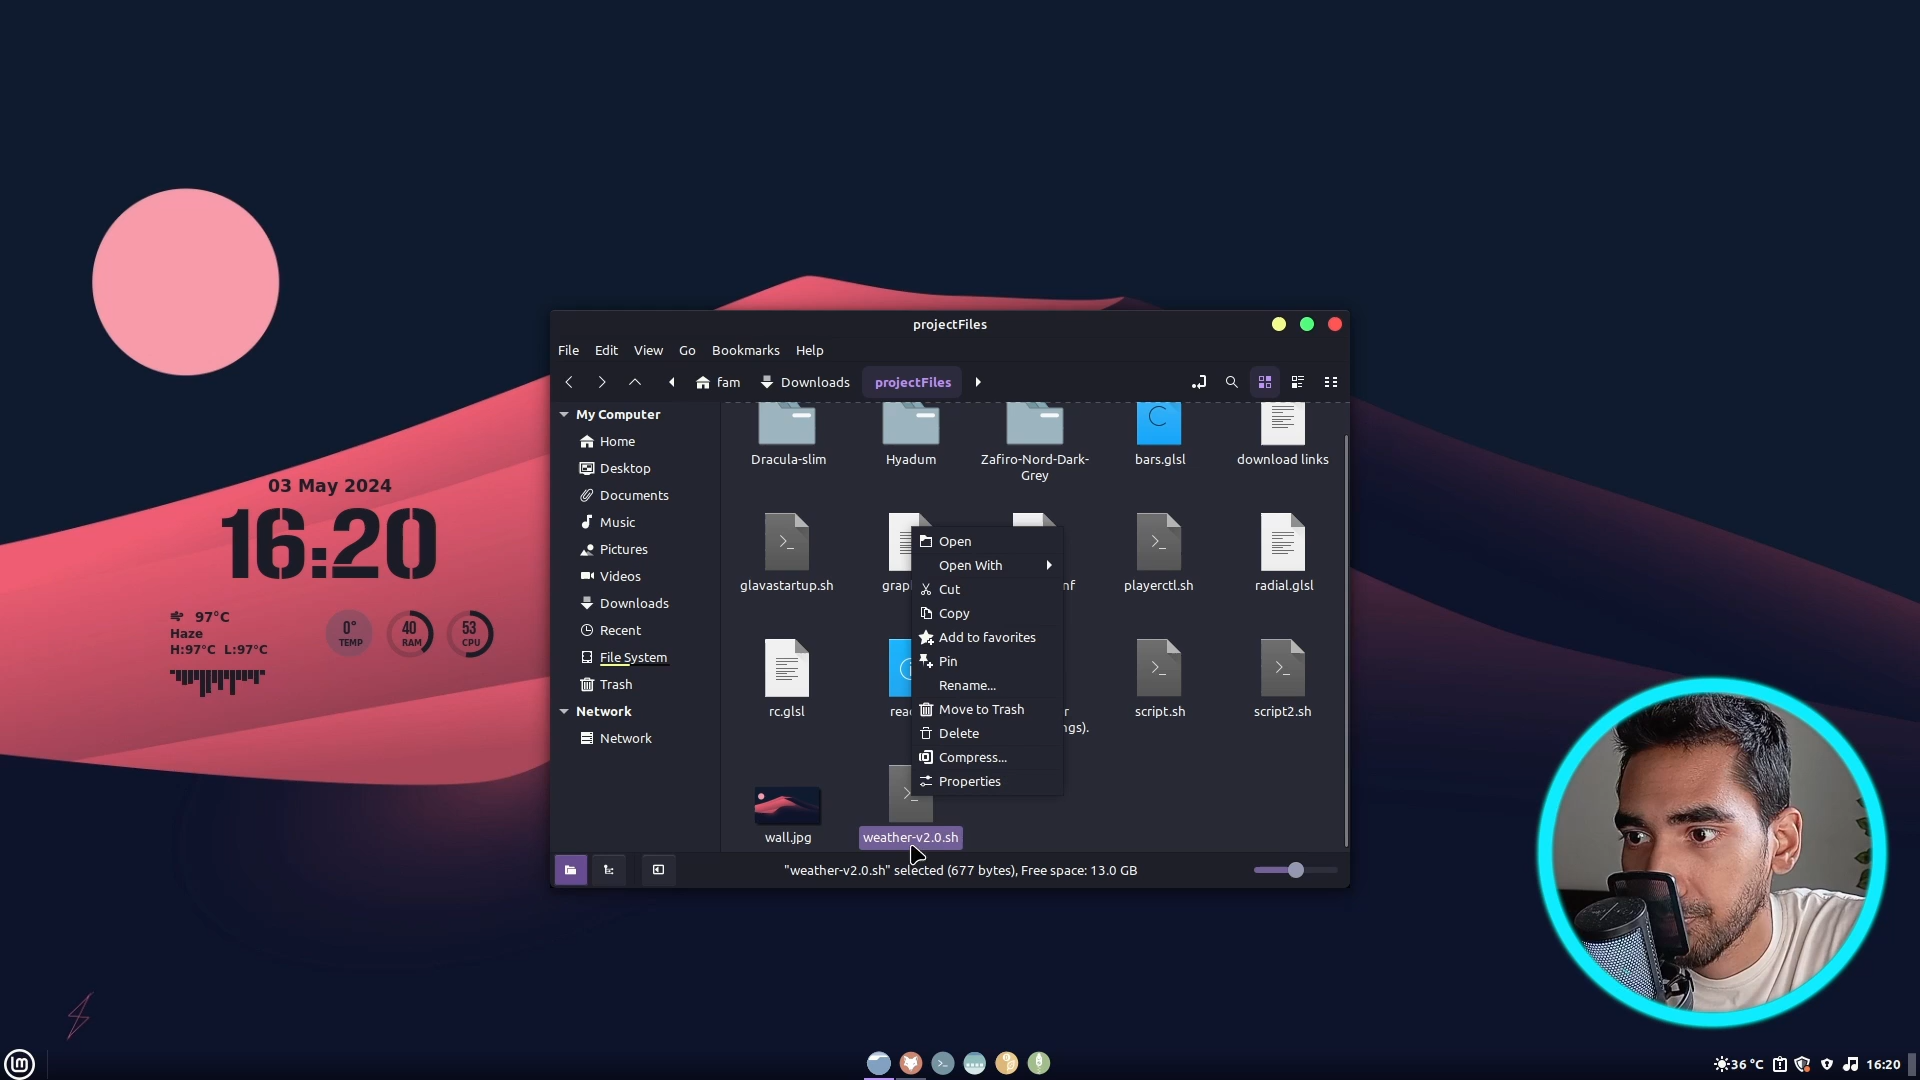 projectFiles
File Edit View Go Bookmarks Help
fam Downloads projectFiles
My Computer
Home
Desktop
Documents
Music
Pictures
Videos
Downloads
Recent
File System
Trash
Network
Network
Dracula-slim
Hyadum
Zafiro-Nord-Dark-
Grey
bars.glsl
download links
glavastartup.sh
grap
nf
playerctl.sh
radial.glsl
rc.glsl
reac
r
ngs).
script.sh
script2.sh
wall.jpg
weather-v2.0.sh
Open
Open With
Cut
Copy
Add to favorites
Pin
Rename...
Move to Trash
Delete
Compress...
Properties
"weather-v2.0.sh" selected (677 bytes), Free space: 13.0 GB
03 May 2024
16:20
97°C
Haze
H:97°C L:97°C
0°
TEMP
40
RAM
53
CPU
36 °C
16:20